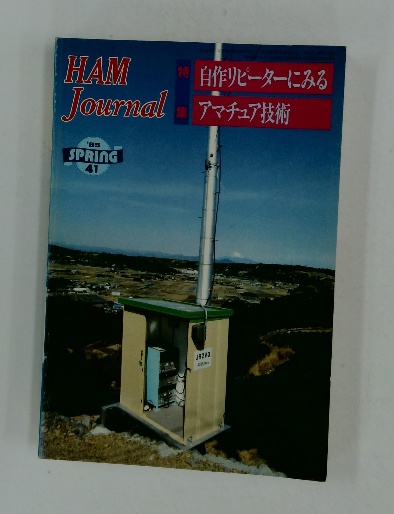 HAM
Journal
特集
自作リピーターにみる
アマチュア技術
'85
SPRING
41